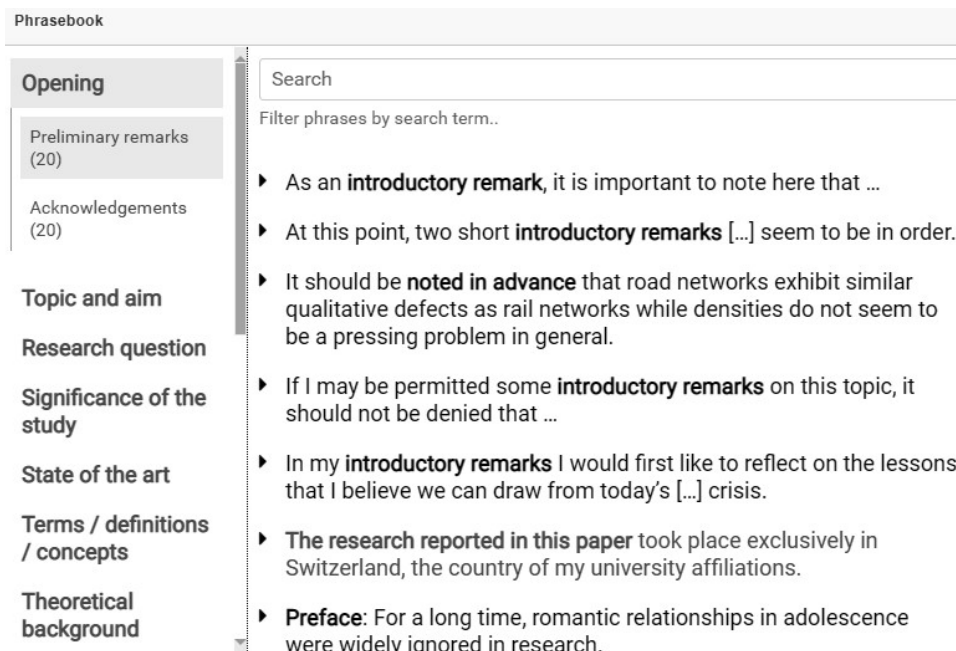 Phrasebook
Opening
Preliminary remarks
(20)
Acknowledgements
(20)
Topic and aim
Research question
Significance of the
study
State of the art
Terms / definitions
/ concepts
Theoretical
background
Search
Filter phrases by search term..
As an introductory remark, it is important to note here that …
At this point, two short introductory remarks […] seem to be in order.
It should be noted in advance that road networks exhibit similar
qualitative defects as rail networks while densities do not seem to
be a pressing problem in general.
If I may be permitted some introductory remarks on this topic, it
should not be denied that …
In my introductory remarks I would first like to reflect on the lessons
that I believe we can draw from today’s […] crisis.
The research reported in this paper took place exclusively in
Switzerland, the country of my university affiliations.
Preface: For a long time, romantic relationships in adolescence
were widely ignored in research.